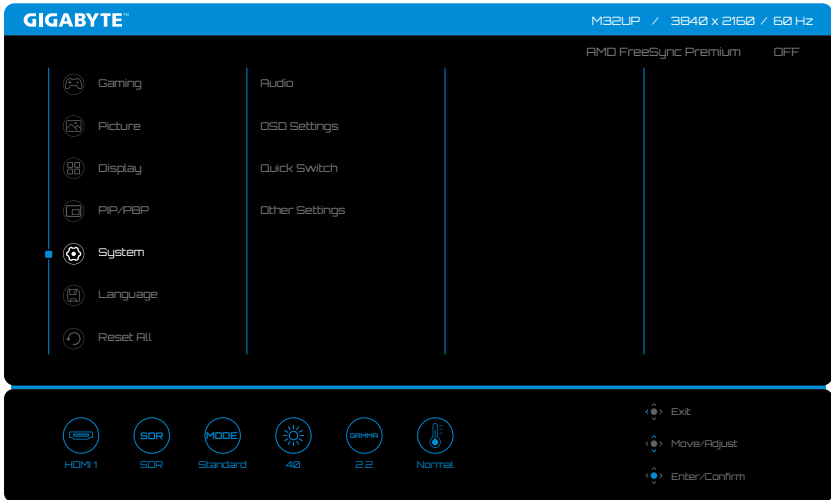 GIGABYTE™
M32UP / 3840 x 2160 / 60 Hz
AMD FreeSync Premium OFF
Gaming
Picture
Display
PIP/PBP
System
Language
Reset All
Audio
OSD Settings
Quick Switch
Other Settings
SDR
MODE
GAMMA
HDMI 1
SDR
Standard
40
2.2
Normal
Exit
Move/Adjust
Enter/Confirm